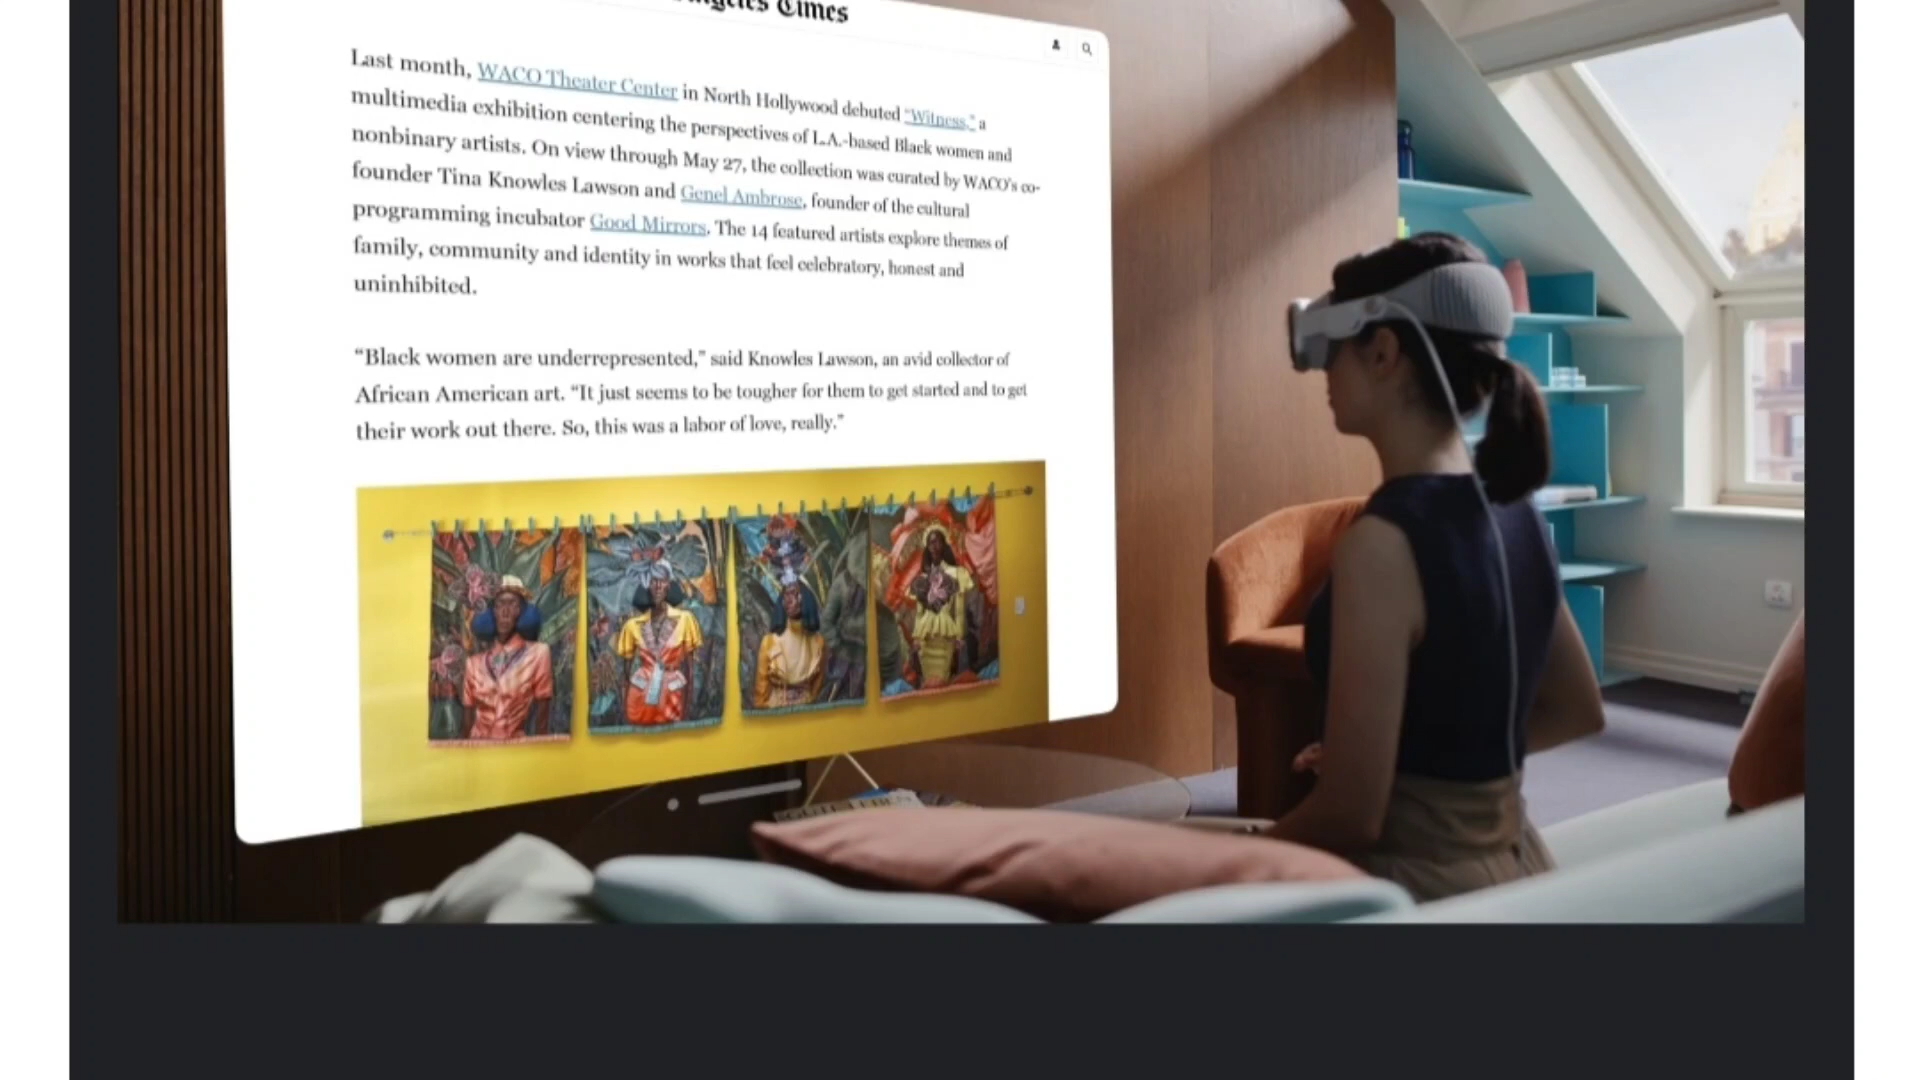 Times
Last month, WACO Theater Center in North Hollywood debuted “Witness,” a
multimedia exhibition centering the perspectives of L.A.-based Black women and
nonbinary artists. On view through May 27, the collection was curated by WACO’s co-
founder Tina Knowles Lawson and Genel Ambrose, founder of the cultural
programming incubator Good Mirrors. The 14 featured artists explore themes of
family, community and identity in works that feel celebratory, honest and
uninhibited.
“Black women are underrepresented,” said Knowles Lawson, an avid collector of
African American art. “It just seems to be tougher for them to get started and to get
their work out there. So, this was a labor of love, really.”